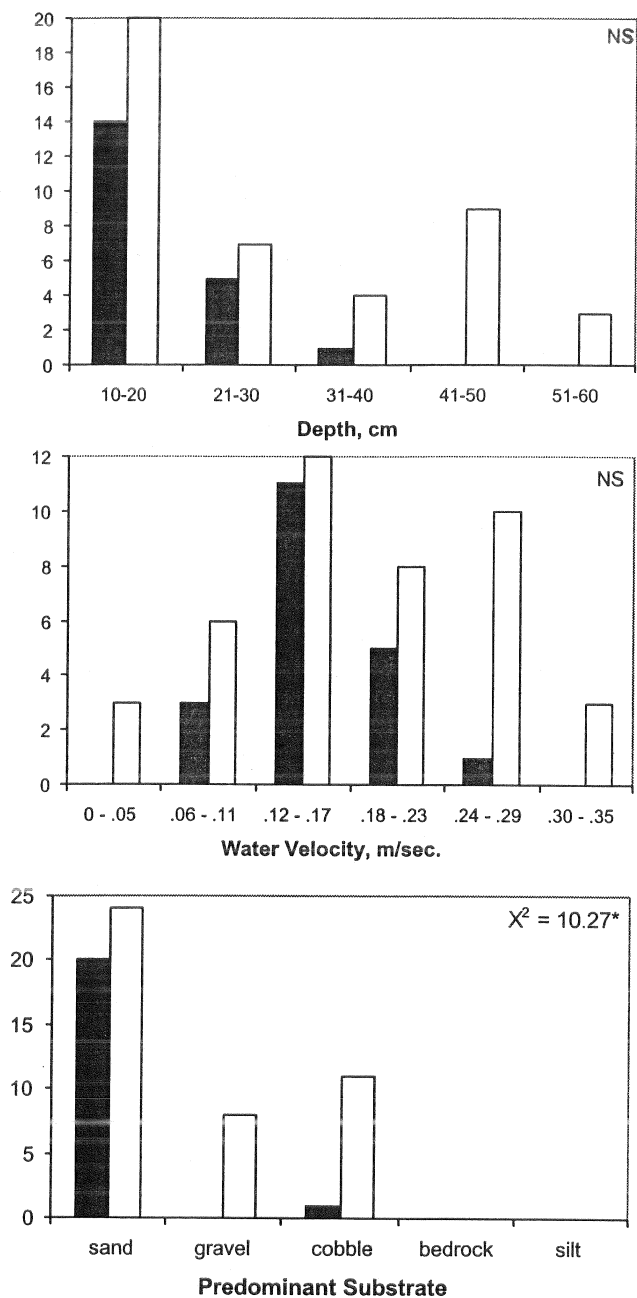 20
NS
18
16
14
12
10
8
6
4
2
0
10-20 21-30 31-40 41-50 51-60
Depth, cm
12
NS
10
8
6
4
2
0
0 - .05 .06 - .11 .12 - .17 .18 - .23 .24 - .29 .30 - .35
Water Velocity, m/sec.
25
X² = 10.27*
20
15
10
5
0
sand gravel cobble bedrock silt
Predominant Substrate